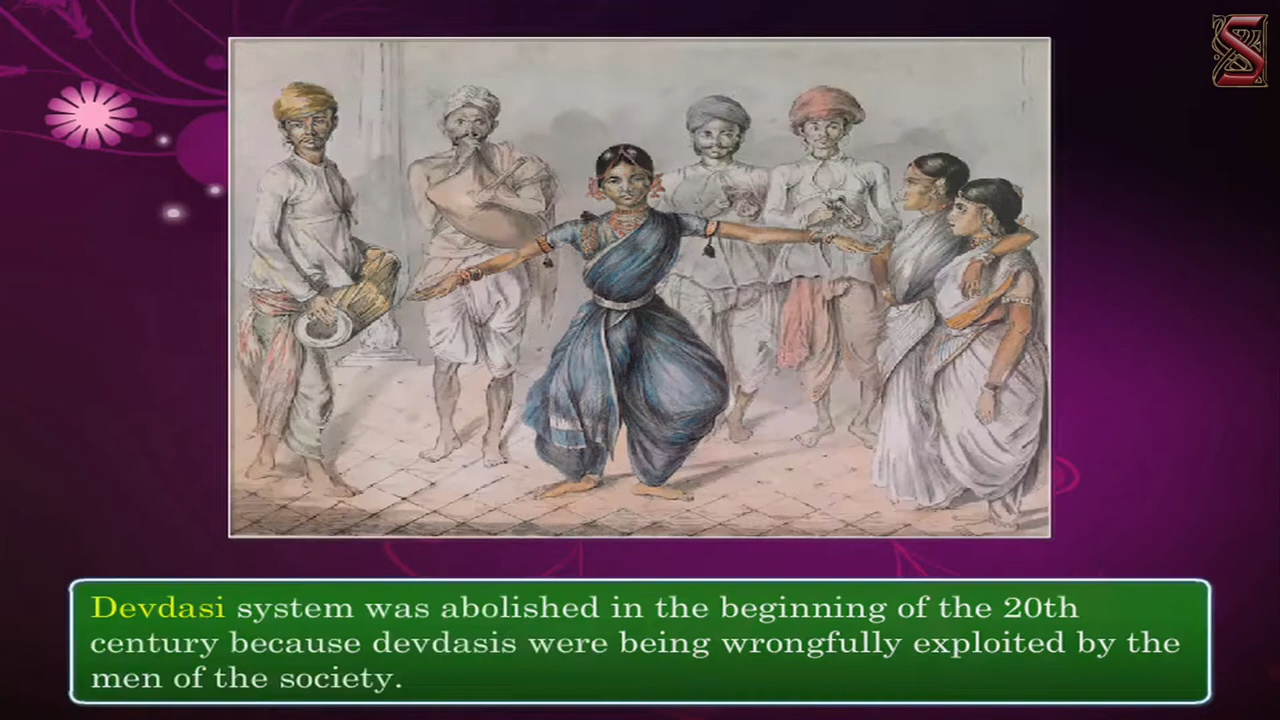 Devdasi system was abolished in the beginning of the 20th
century because devdasis were being wrongfully exploited by the
men of the society.